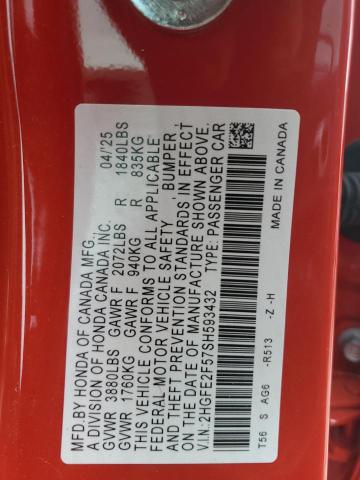 MFD.BY HONDA OF CANADA MFG.,
A DIVISION OF HONDA CANADA INC. 04/'25
GVWR 3880LBS GAWR F 2072LBS R 1840LBS
GVWR 1760KG GAWR F 940KG R 835KG
THIS VEHICLE CONFORMS TO ALL APPLICABLE
FEDERAL MOTOR VEHICLE SAFETY , BUMPER ,
AND THEFT PREVENTION STANDARDS IN EFFECT
ON THE DATE OF MANUFACTURE SHOWN ABOVE.
V.I.N: 2HGFE2F57SH593432 TYPE: PASSENGER CAR
T56 S AG6 -R513 -Z -H MADE IN CANADA